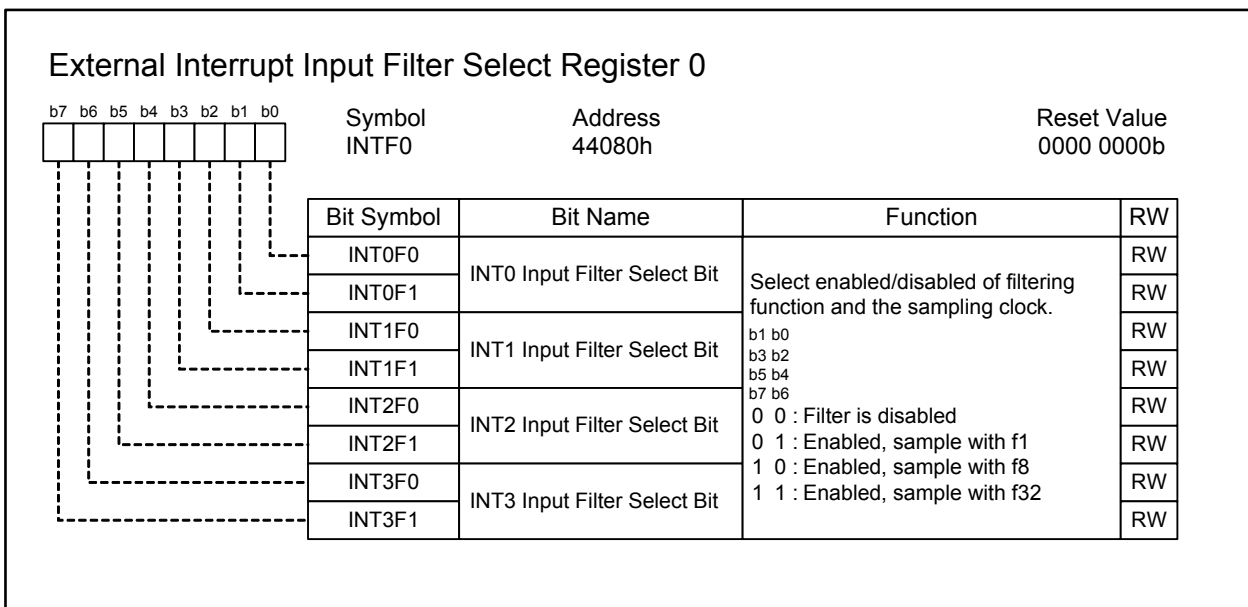 External Interrupt Input Filter Select Register 0
b7 b6 b5 b4 b3 b2 b1 b0
Symbol Address Reset Value
INTF0 44080h 0000 0000b
Bit Symbol Bit Name Function RW
INT0F0 RW
INT0 Input Filter Select Bit
INT0F1 RW
INT1F0 RW
INT1 Input Filter Select Bit
INT1F1 RW
INT2F0 RW
INT2 Input Filter Select Bit
INT2F1 RW
INT3F0 RW
INT3 Input Filter Select Bit
INT3F1 RW
Select enabled/disabled of filtering
function and the sampling clock.
b1 b0
b3 b2
b5 b4
b7 b6
0 0 : Filter is disabled
0 1 : Enabled, sample with f1
1 0 : Enabled, sample with f8
1 1 : Enabled, sample with f32